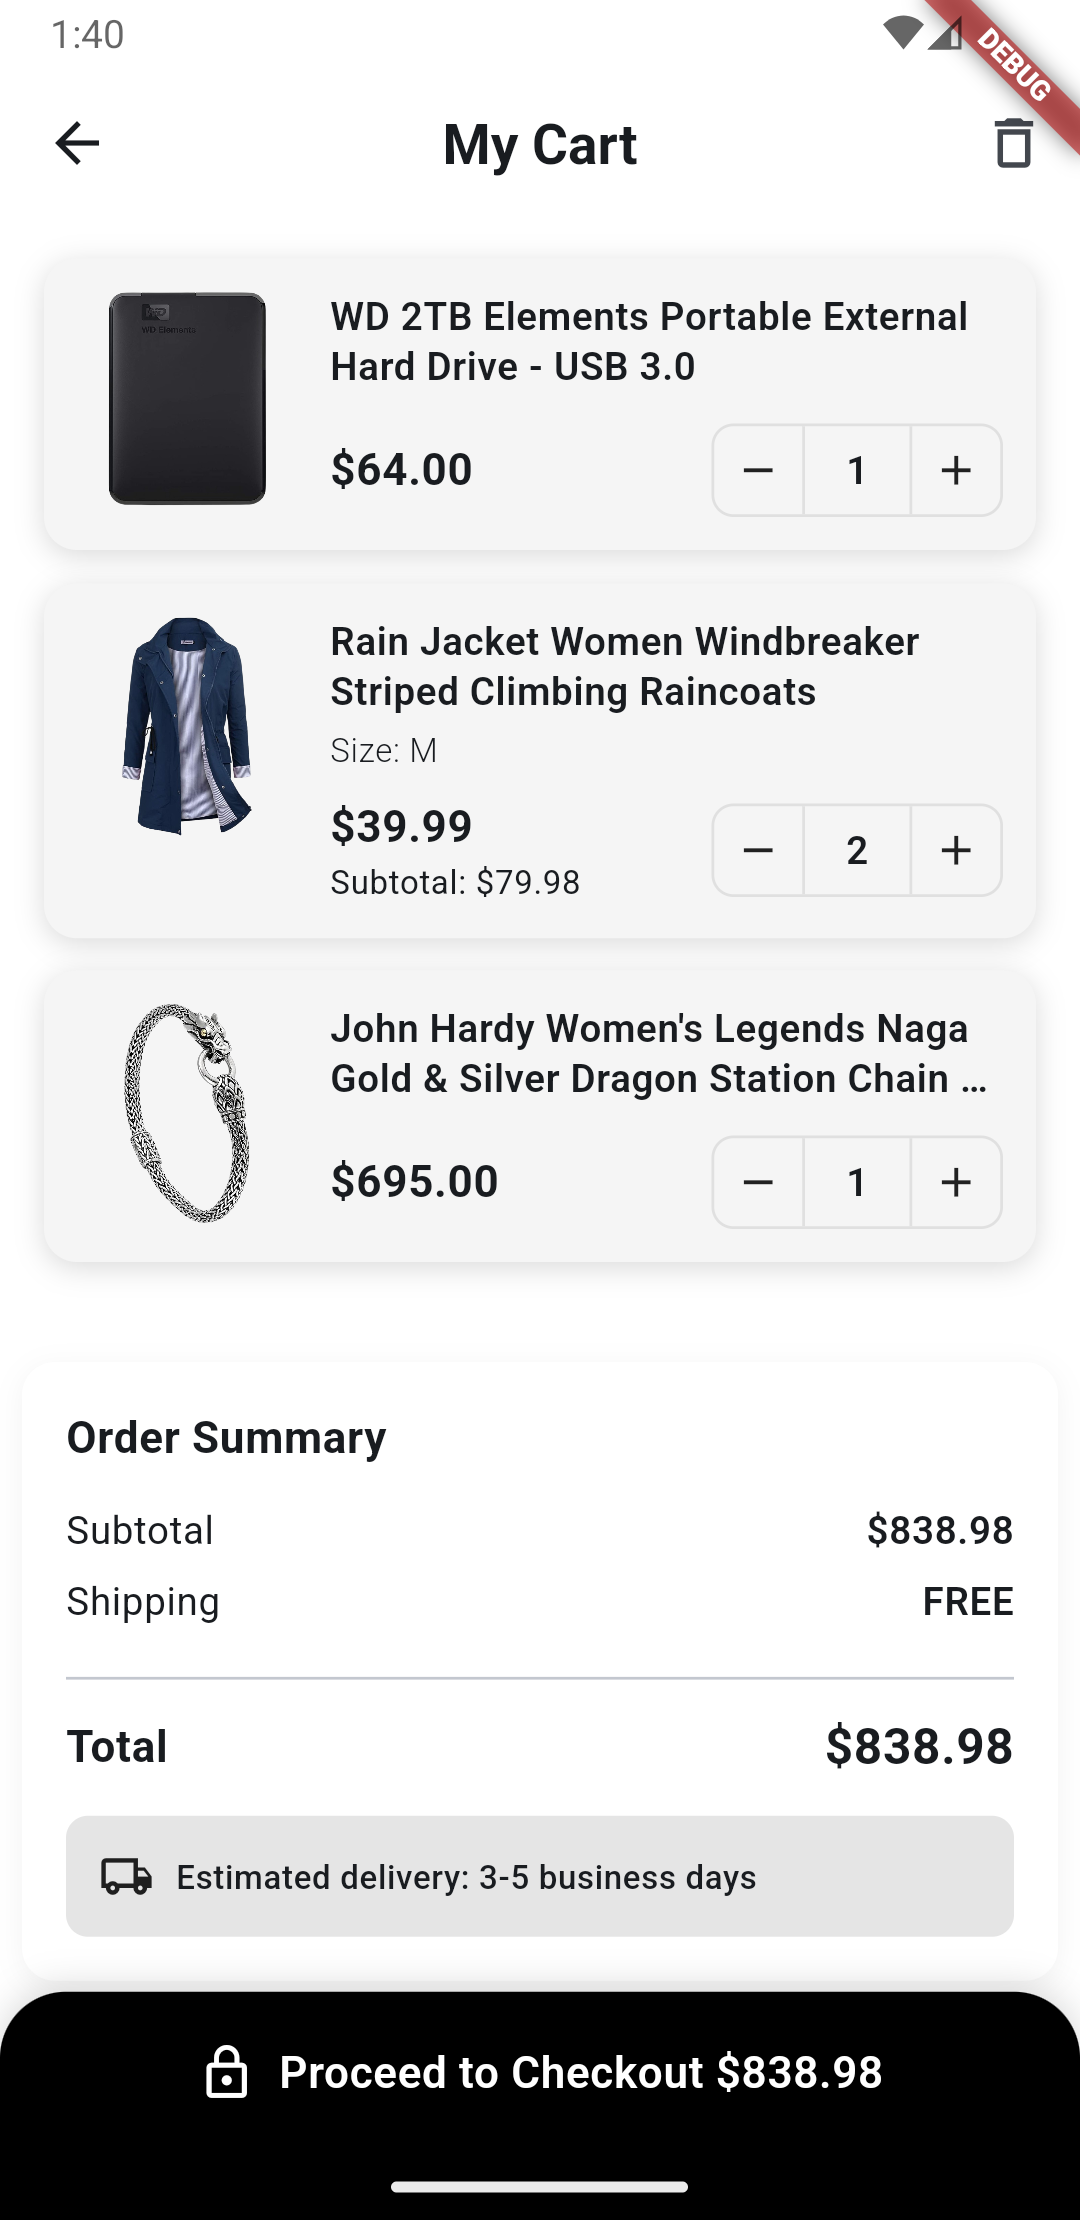 1:40
DEBUG
My Cart
WD Elements
WD 2TB Elements Portable External
Hard Drive - USB 3.0
$64.00
1
Rain Jacket Women Windbreaker
Striped Climbing Raincoats
Size: M
$39.99
2
Subtotal: $79.98
John Hardy Women's Legends Naga
Gold & Silver Dragon Station Chain ...
$695.00
1
Order Summary
Subtotal $838.98
Shipping FREE
Total $838.98
Estimated delivery: 3-5 business days
Proceed to Checkout $838.98